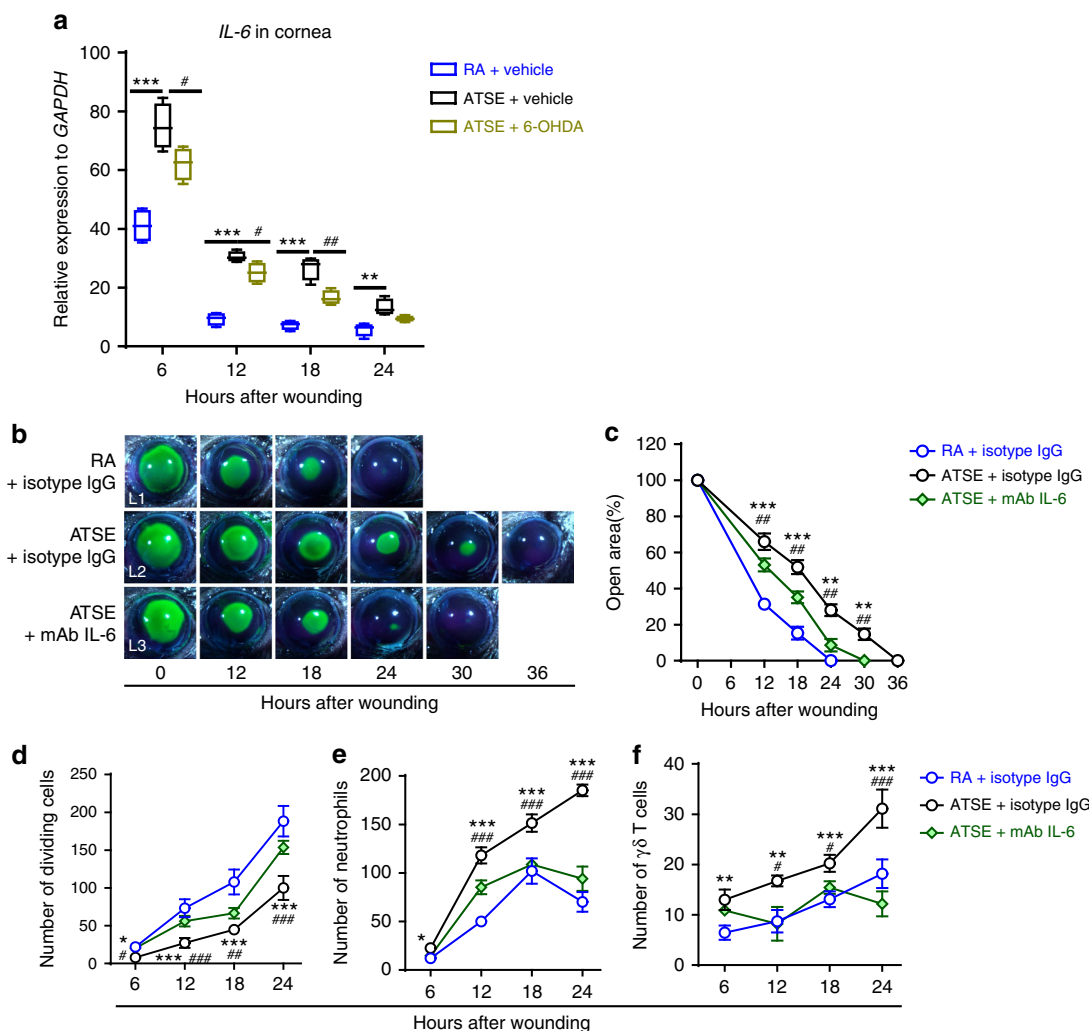 a
IL-6 in cornea
Relative expression to GAPDH
100
80
60
40
20
0
*** #
*** #
*** ##
**
6 12 18 24
Hours after wounding
RA + vehicle
ATSE + vehicle
ATSE + 6-OHDA
b
RA
+ isotype IgG
L1
ATSE
+ isotype IgG
L2
ATSE
+ mAb IL-6
L3
0 12 18 24 30 36
Hours after wounding
c
Open area(%)
120
100
80
60
40
20
0
***
##
***
##
**
##
**
##
0 6 12 18 24 30 36
Hours after wounding
RA + isotype IgG
ATSE + isotype IgG
ATSE + mAb IL-6
d
Number of dividing cells
250
200
150
100
50
0
*
#
*** ###
***
##
***
###
6 12 18 24
e
Number of neutrophils
200
150
100
50
0
*
***
###
***
###
***
###
6 12 18 24
f
Number of γδ T cells
40
30
20
10
0
**
**
#
***
#
***
###
6 12 18 24
RA + isotype IgG
ATSE + isotype IgG
ATSE + mAb IL-6
Hours after wounding